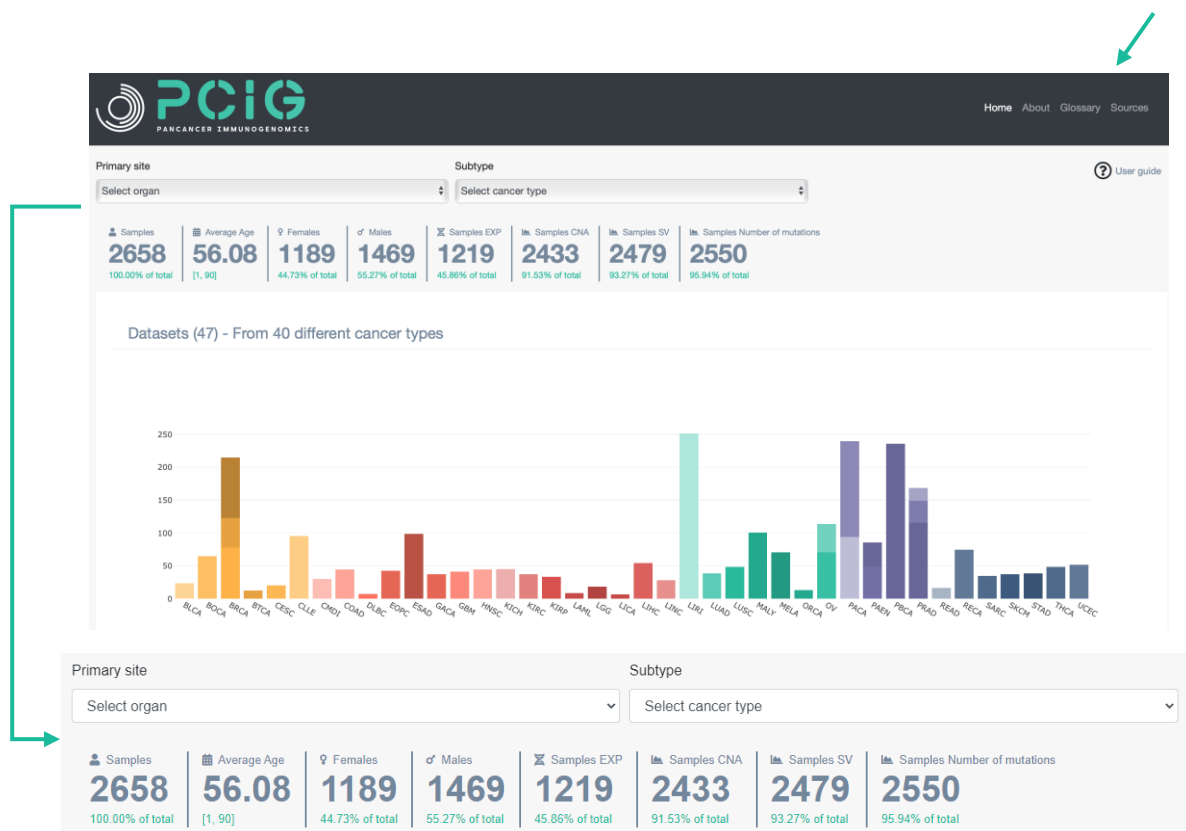 PCiG
PANCANCER IMMUNOGENOMICS
Home About Glossary Sources
Primary site Subtype
? User guide
Select organ Select cancer type
Samples Average Age Females Males Samples EXP Samples CNA Samples SV Samples Number of mutations
2658 56.08 1189 1469 1219 2433 2479 2550
100.00% of total [1, 90] 44.73% of total 55.27% of total 45.86% of total 91.53% of total 93.27% of total 95.94% of total
Datasets (47) - From 40 different cancer types
250
200
150
100
50
0
BLCA BOCA BRCA BTCA CESC CLLE CMDI COAD DLBC EOPC ESAD GACA GBM HNSC KICH KIRC KIRP LAML LGG LICA LIHC LINC LIRI LUAD LUSC MALY MELA ORCA OV PACA PAEN PBCA PRAD READ RECA SARC SKCM STAD THCA UCEC
Primary site Subtype
Select organ Select cancer type
Samples Average Age Females Males Samples EXP Samples CNA Samples SV Samples Number of mutations
2658 56.08 1189 1469 1219 2433 2479 2550
100.00% of total [1, 90] 44.73% of total 55.27% of total 45.86% of total 91.53% of total 93.27% of total 95.94% of total